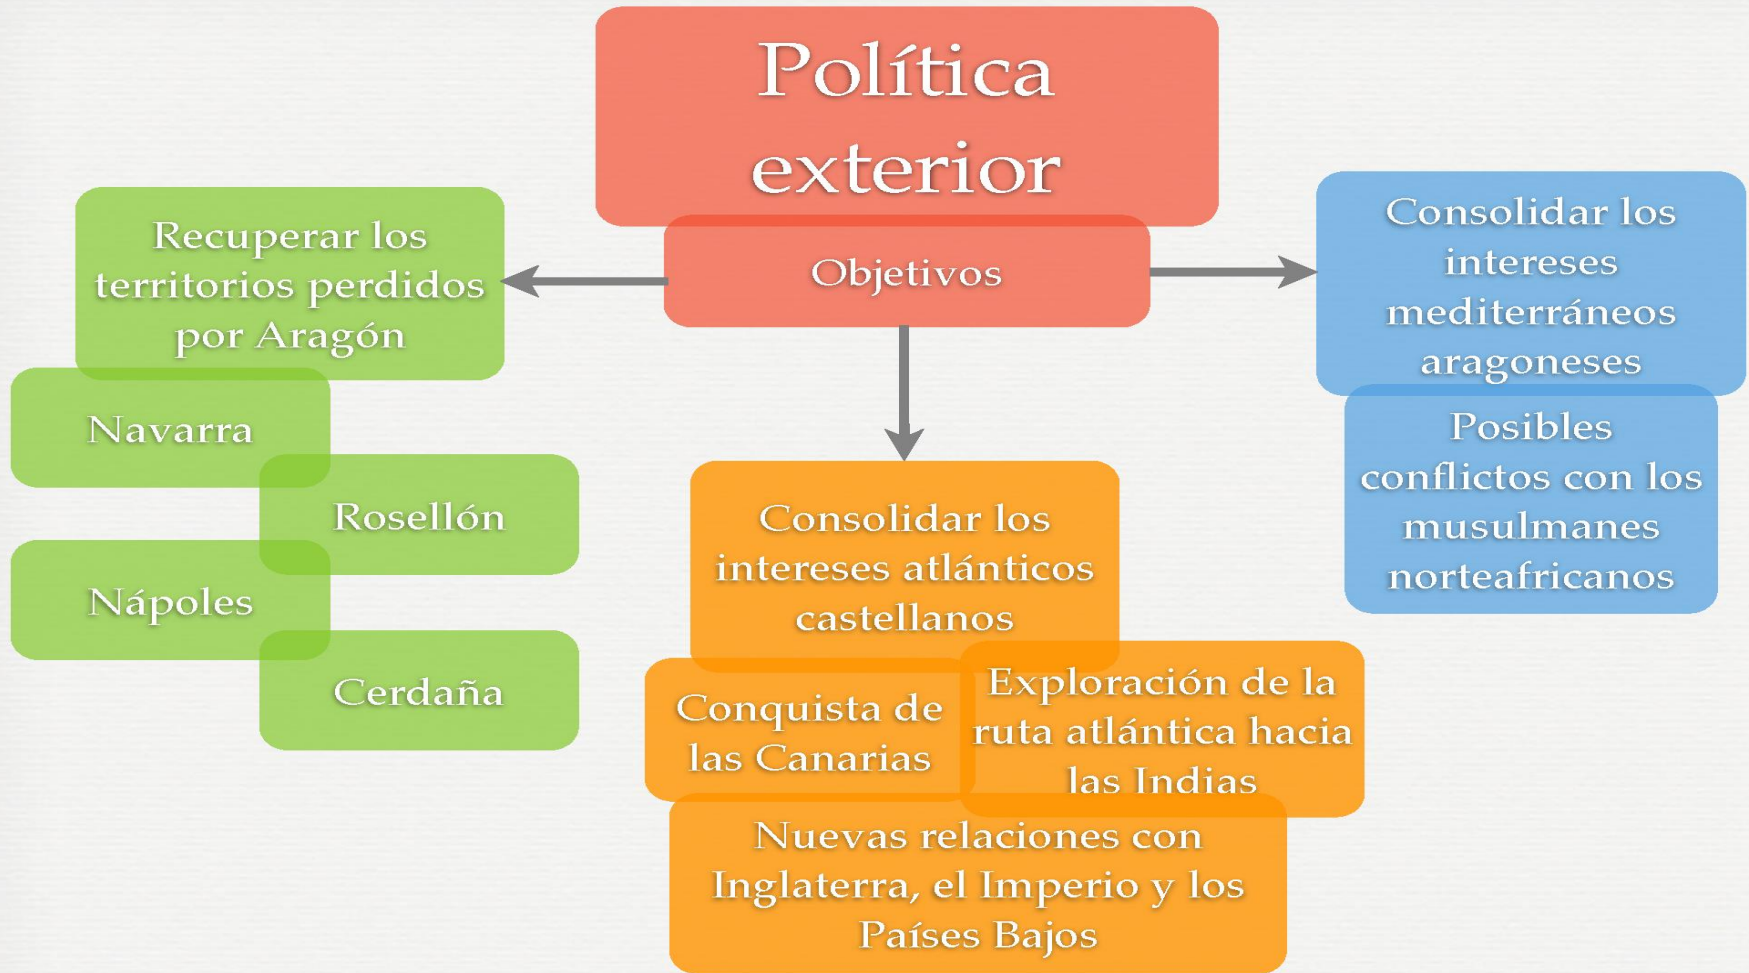 Política
exterior
Objetivos
Recuperar los
territorios perdidos
por Aragón
Navarra
Rosellón
Nápoles
Cerdaña
Consolidar los
intereses atlánticos
castellanos
Conquista de
las Canarias
Exploración de la
ruta atlántica hacia
las Indias
Nuevas relaciones con
Inglaterra, el Imperio y los
Países Bajos
Consolidar los
intereses
mediterráneos
aragoneses
Posibles
conflictos con los
musulmanes
norteafricanos